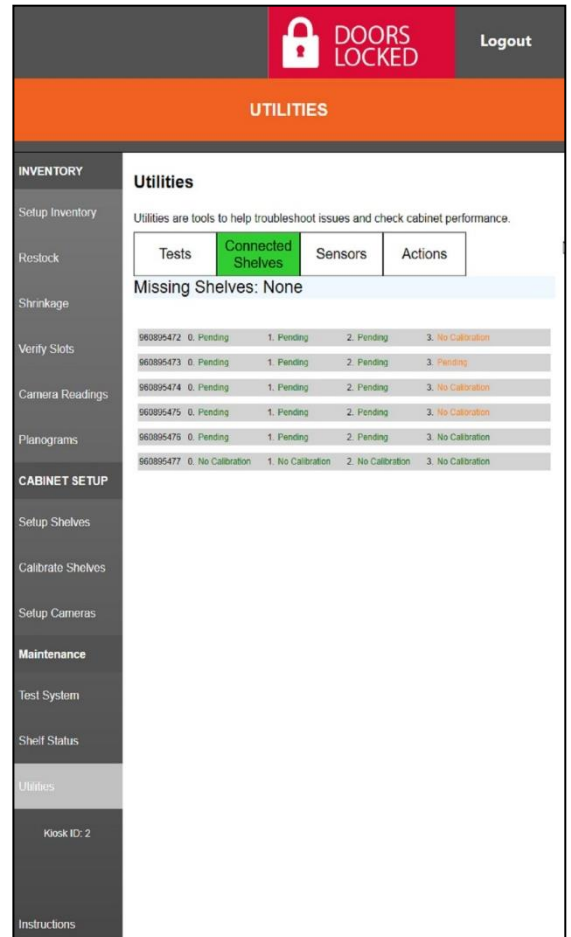 DOORS
LOCKED
Logout
UTILITIES
INVENTORY
Setup Inventory
Restock
Shrinkage
Verify Slots
Camera Readings
Planograms
CABINET SETUP
Setup Shelves
Calibrate Shelves
Setup Cameras
Maintenance
Test System
Shelf Status
Utilities
Kiosk ID: 2
Instructions
Utilities
Utilities are tools to help troubleshoot issues and check cabinet performance.
Tests
Connected
Shelves
Sensors
Actions
Missing Shelves: None
960895472 0. Pending 1. Pending 2. Pending 3. No Calibration
960895473 0. Pending 1. Pending 2. Pending 3. Pending
960895474 0. Pending 1. Pending 2. Pending 3. No Calibration
960895475 0. Pending 1. Pending 2. Pending 3. No Calibration
960895476 0. Pending 1. Pending 2. Pending 3. No Calibration
960895477 0. No Calibration 1. No Calibration 2. No Calibration 3. No Calibration